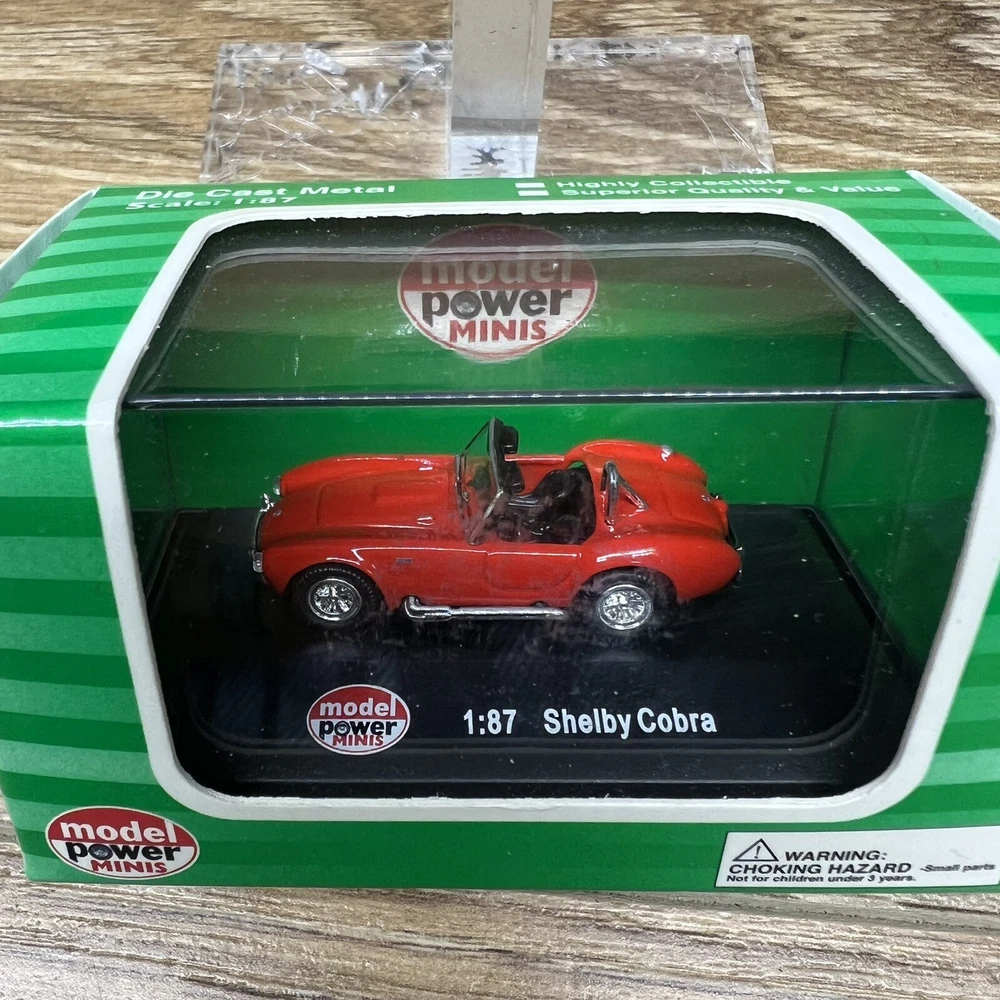 Die Cast Metal
Scale: 1:87
Highly Collectible
Superior Quality & Value
model
power
MINIS
model
power
MINIS
1:87 Shelby Cobra
model
power
MINIS
WARNING:
CHOKING HAZARD -Small parts
Not for children under 3 years.